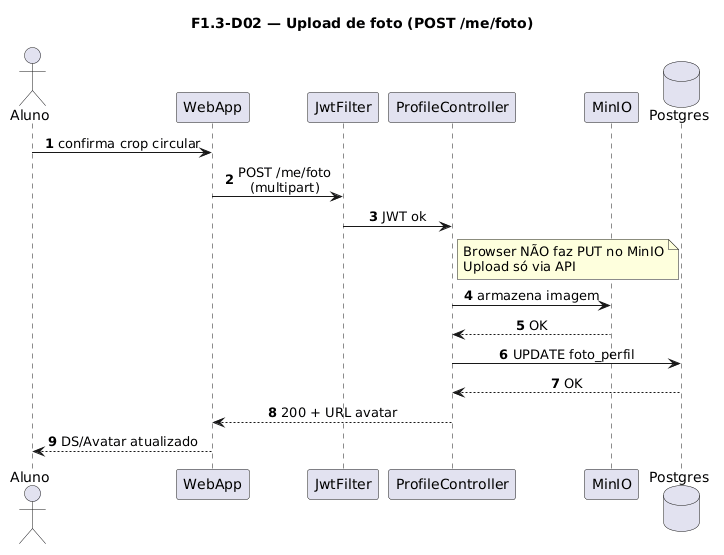 F1.3-D02 — Upload de foto (POST /me/foto)
Aluno
WebApp
JwtFilter
ProfileController
MinIO
Postgres
1 confirma crop circular
2 POST /me/foto
(multipart)
3 JWT ok
Browser NÃO faz PUT no MinIO
Upload só via API
4 armazena imagem
5 OK
6 UPDATE foto_perfil
7 OK
8 200 + URL avatar
9 DS/Avatar atualizado
Aluno
WebApp
JwtFilter
ProfileController
MinIO
Postgres